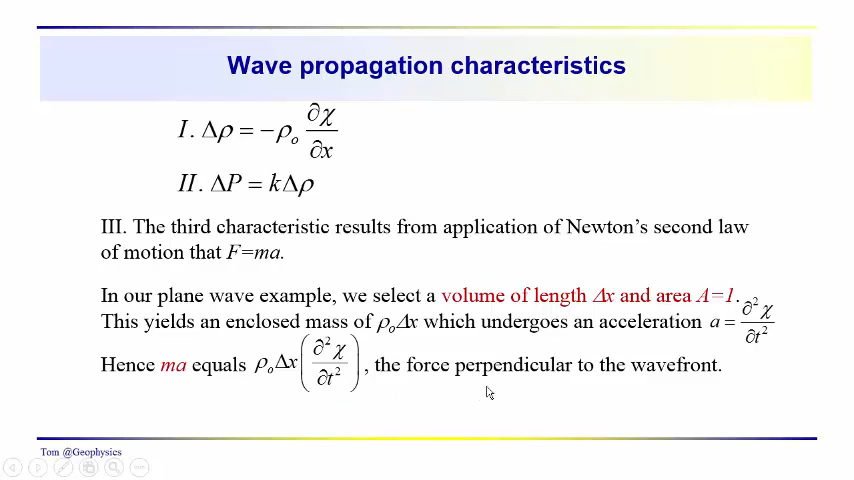 Wave propagation characteristics
I. Δρ = −ρₒ ∂χ/∂x
II. ΔP = kΔρ
III. The third characteristic results from application of Newton's second law
of motion that F=ma.
In our plane wave example, we select a volume of length Δx and area A=1.
This yields an enclosed mass of ρₒΔx which undergoes an acceleration a = ∂²χ/∂t²
Hence ma equals ρₒΔx(∂²χ/∂t²), the force perpendicular to the wavefront.
Tom @Geophysics